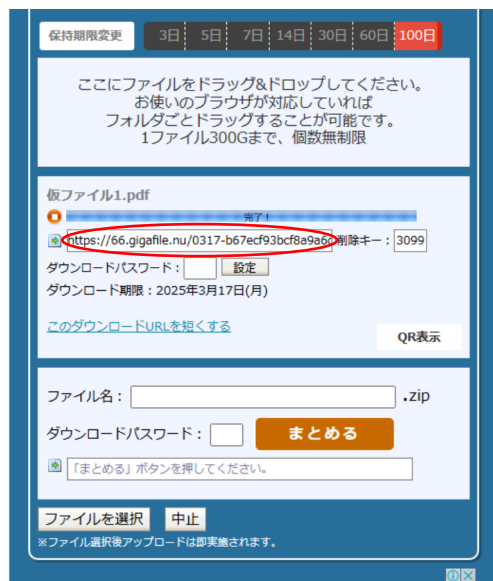 保持期限変更 3日 5日 7日 14日 30日 60日 100日
ここにファイルをドラッグ&ドロップしてください。
お使いのブラウザが対応していれば
フォルダごとドラッグすることが可能です。
1ファイル300Gまで、個数無制限
仮ファイル1.pdf
完了!
https://66.gigafile.nu/0317-b67ecf93bcf8a9a6c 削除キー: 3099
ダウンロードパスワード: 設定
ダウンロード期限:2025年3月17日(月)
このダウンロードURLを短くする
QR表示
ファイル名: .zip
ダウンロードパスワード: まとめる
「まとめる」ボタンを押してください。
ファイルを選択 中止
※ファイル選択後アップロードは即実施されます。